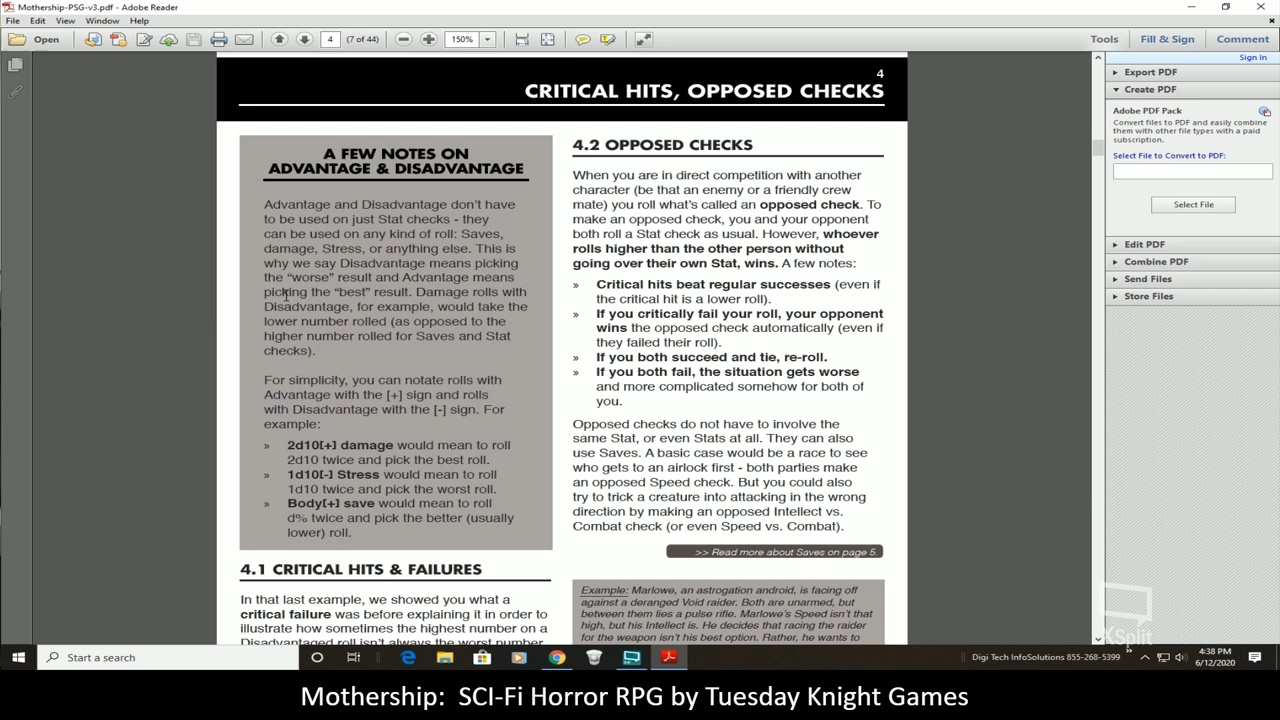 Mothership-PSG-v3.pdf - Adobe Reader
File Edit View Window Help
Open
4 (7 of 44)
150%
Tools
Fill & Sign
Comment
Sign In
Export PDF
Create PDF
Adobe PDF Pack
Convert files to PDF and easily combine
them with other file types with a paid
subscription.
Select File to Convert to PDF:
Select File
Edit PDF
Combine PDF
Send Files
Store Files
4
CRITICAL HITS, OPPOSED CHECKS
A FEW NOTES ON
ADVANTAGE & DISADVANTAGE
Advantage and Disadvantage don't have
to be used on just Stat checks - they
can be used on any kind of roll: Saves,
damage, Stress, or anything else. This is
why we say Disadvantage means picking
the “worse” result and Advantage means
picking the “best” result. Damage rolls with
Disadvantage, for example, would take the
lower number rolled (as opposed to the
higher number rolled for Saves and Stat
checks).
For simplicity, you can notate rolls with
Advantage with the [+] sign and rolls
with Disadvantage with the [-] sign. For
example:
» 2d10[+] damage would mean to roll
2d10 twice and pick the best roll.
» 1d10[-] Stress would mean to roll
1d10 twice and pick the worst roll.
» Body[+] save would mean to roll
d% twice and pick the better (usually
lower) roll.
4.1 CRITICAL HITS & FAILURES
In that last example, we showed you what a
critical failure was before explaining it in order to
illustrate how sometimes the highest number on a
Disadvantaged roll isn't always the worst number
4.2 OPPOSED CHECKS
When you are in direct competition with another
character (be that an enemy or a friendly crew
mate) you roll what's called an opposed check. To
make an opposed check, you and your opponent
both roll a Stat check as usual. However, whoever
rolls higher than the other person without
going over their own Stat, wins. A few notes:
» Critical hits beat regular successes (even if
the critical hit is a lower roll).
» If you critically fail your roll, your opponent
wins the opposed check automatically (even if
they failed their roll).
» If you both succeed and tie, re-roll.
» If you both fail, the situation gets worse
and more complicated somehow for both of
you.
Opposed checks do not have to involve the
same Stat, or even Stats at all. They can also
use Saves. A basic case would be a race to see
who gets to an airlock first - both parties make
an opposed Speed check. But you could also
try to trick a creature into attacking in the wrong
direction by making an opposed Intellect vs.
Combat check (or even Speed vs. Combat).
>> Read more about Saves on page 5.
Example: Marlowe, an astrogation android, is facing off
against a deranged Void raider. Both are unarmed, but
between them lies a pulse rifle. Marlowe's Speed isn't that
high, but his Intellect is. He decides that racing the raider
for the weapon isn't his best option. Rather, he wants to
XSplit
Start a search
Digi Tech InfoSolutions 855-268-5399
4:38 PM
6/12/2020
Mothership: SCI-Fi Horror RPG by Tuesday Knight Games